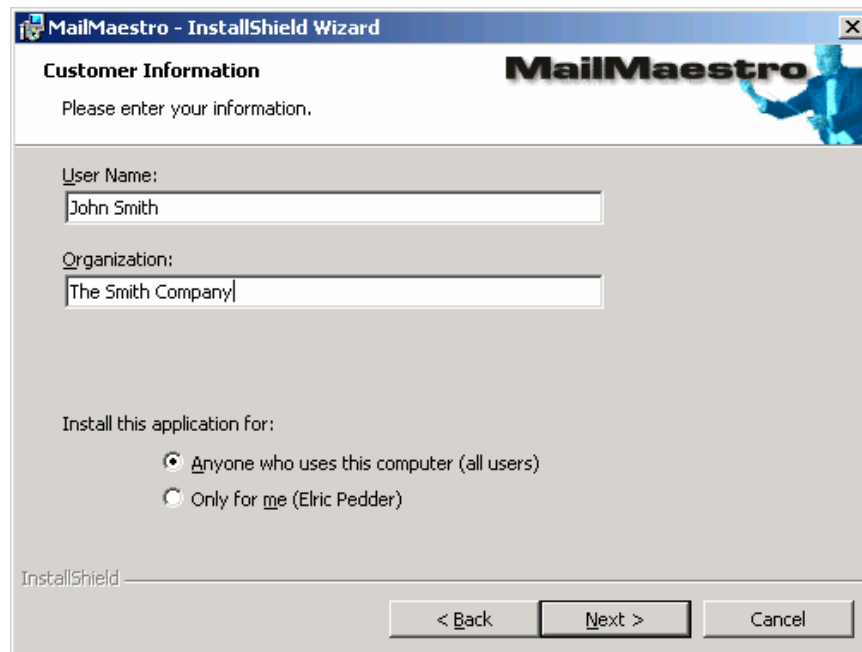 MailMaestro - InstallShield Wizard
Customer Information
MailMaestro
Please enter your information.
User Name:
John Smith
Organization:
The Smith Company
Install this application for:
Anyone who uses this computer (all users)
Only for me (Elric Pedder)
InstallShield
< Back Next > Cancel